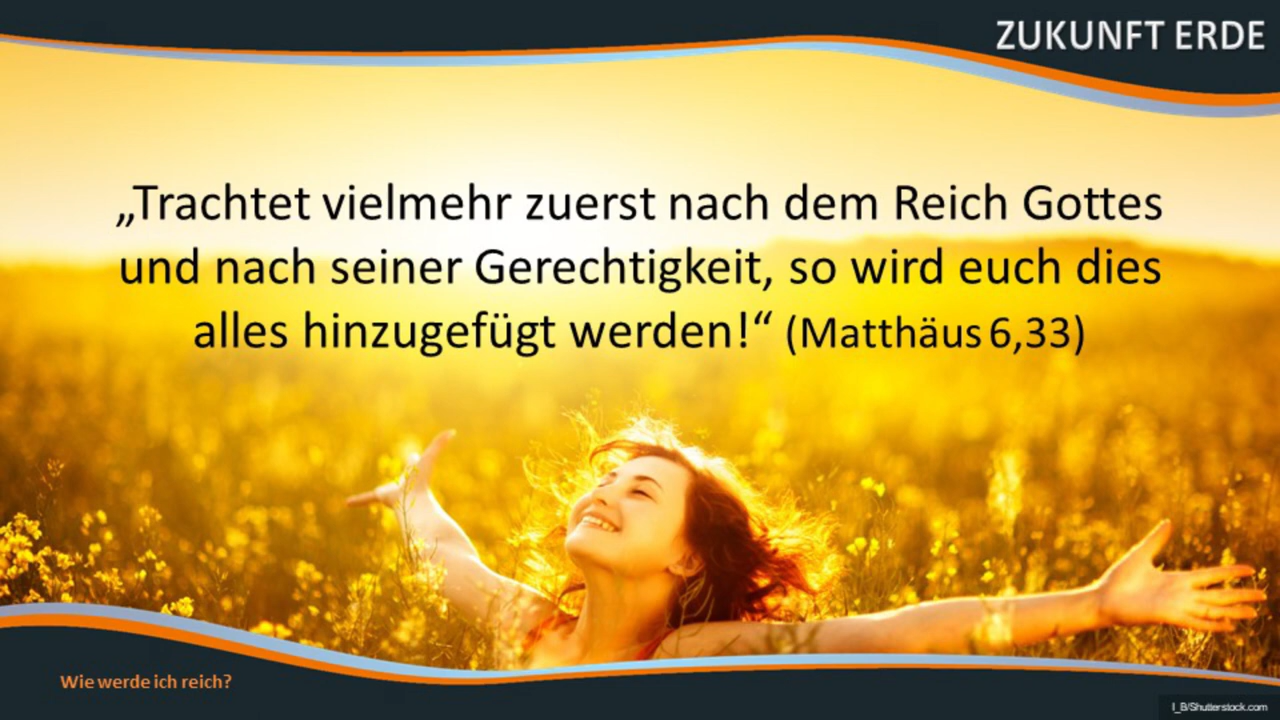 ZUKUNFT ERDE
„Trachtet vielmehr zuerst nach dem Reich Gottes
und nach seiner Gerechtigkeit, so wird euch dies
alles hinzugefügt werden!“ (Matthäus 6,33)
Wie werde ich reich?
I_B/Shutterstock.com